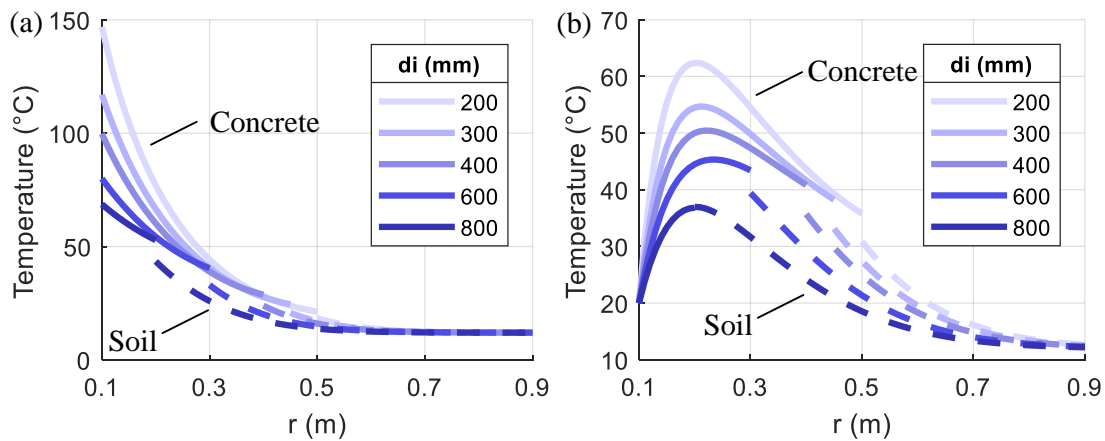 (a)
150
100
50
0
Temperature (°C)
0.1 0.3 0.5 0.7 0.9
r (m)
Concrete
Soil
di (mm)
200
300
400
600
800
(b)
70
60
50
40
30
20
10
Temperature (°C)
0.1 0.3 0.5 0.7 0.9
r (m)
Concrete
Soil
di (mm)
200
300
400
600
800